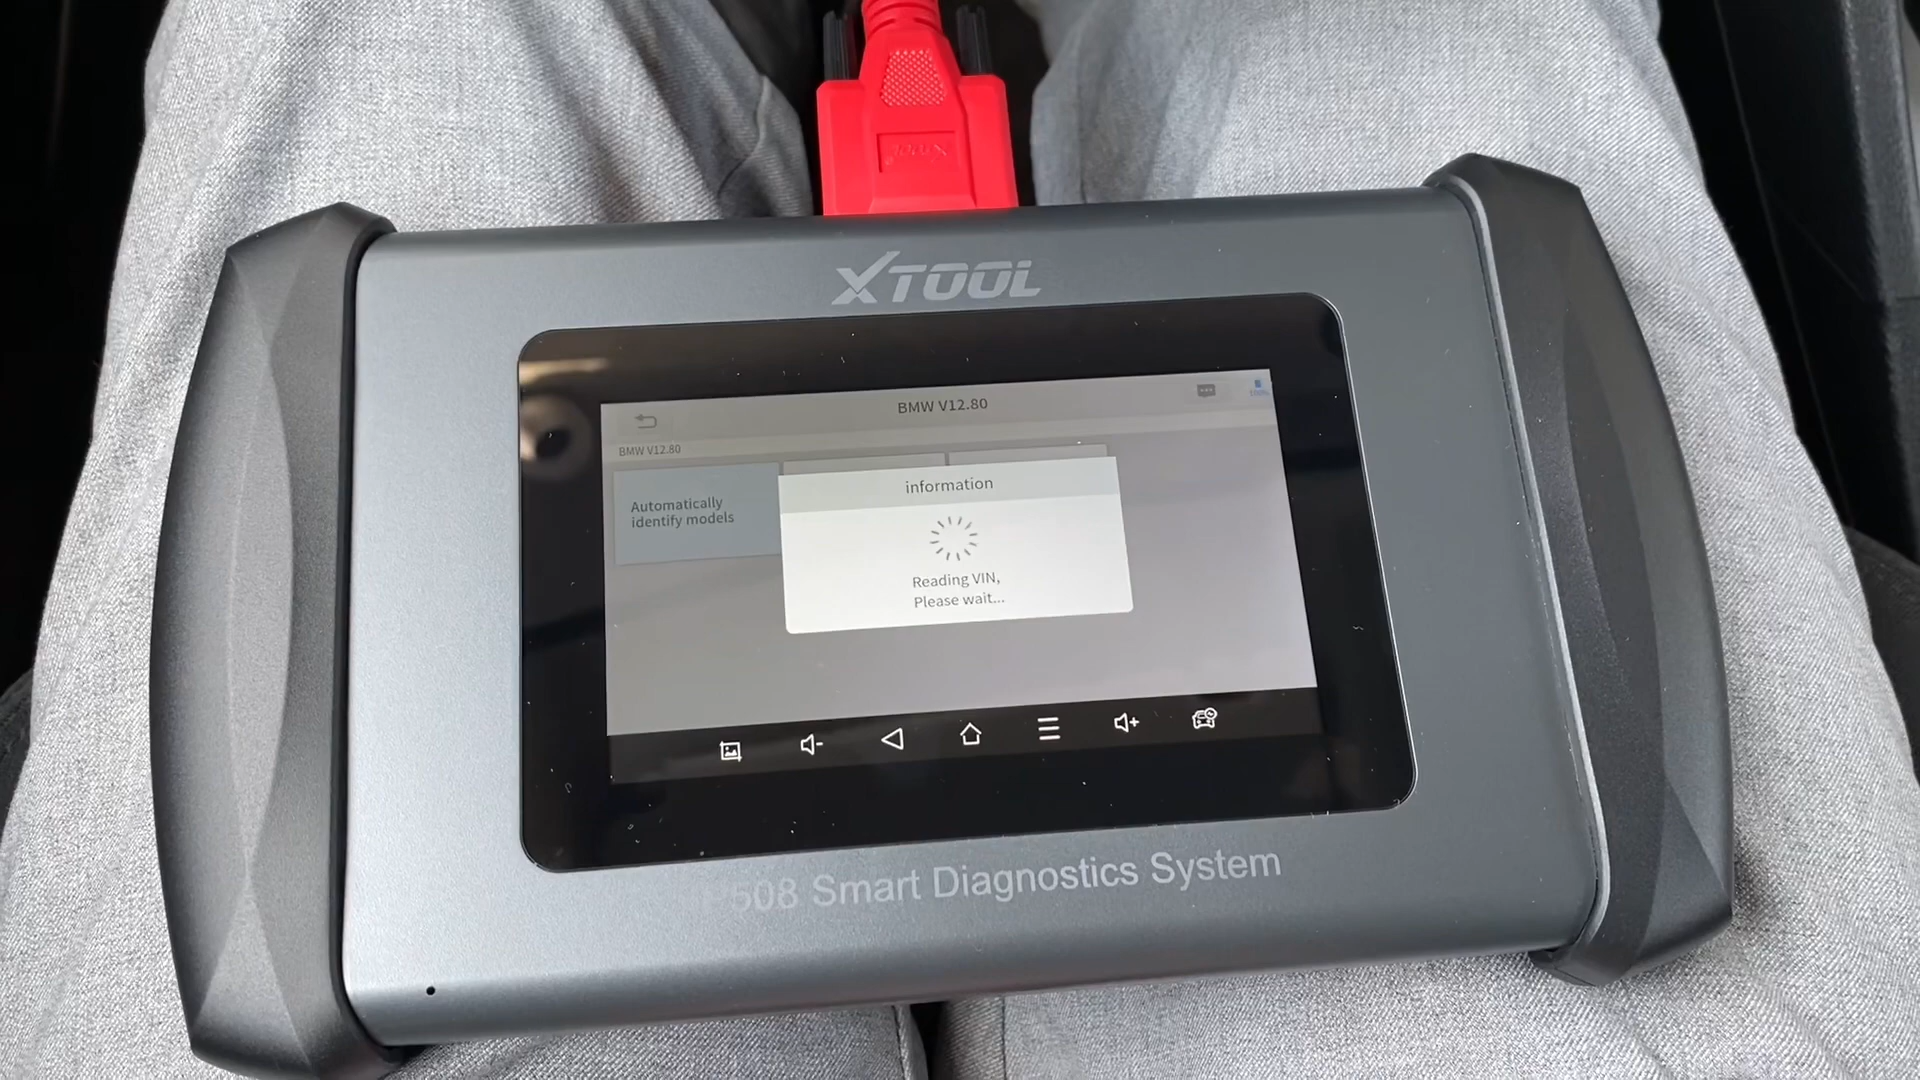 XTOOL
BMW V12.80
BMW V12.80
Automatically
identify models
information
Reading VIN,
Please wait...
Smart Diagnostics System